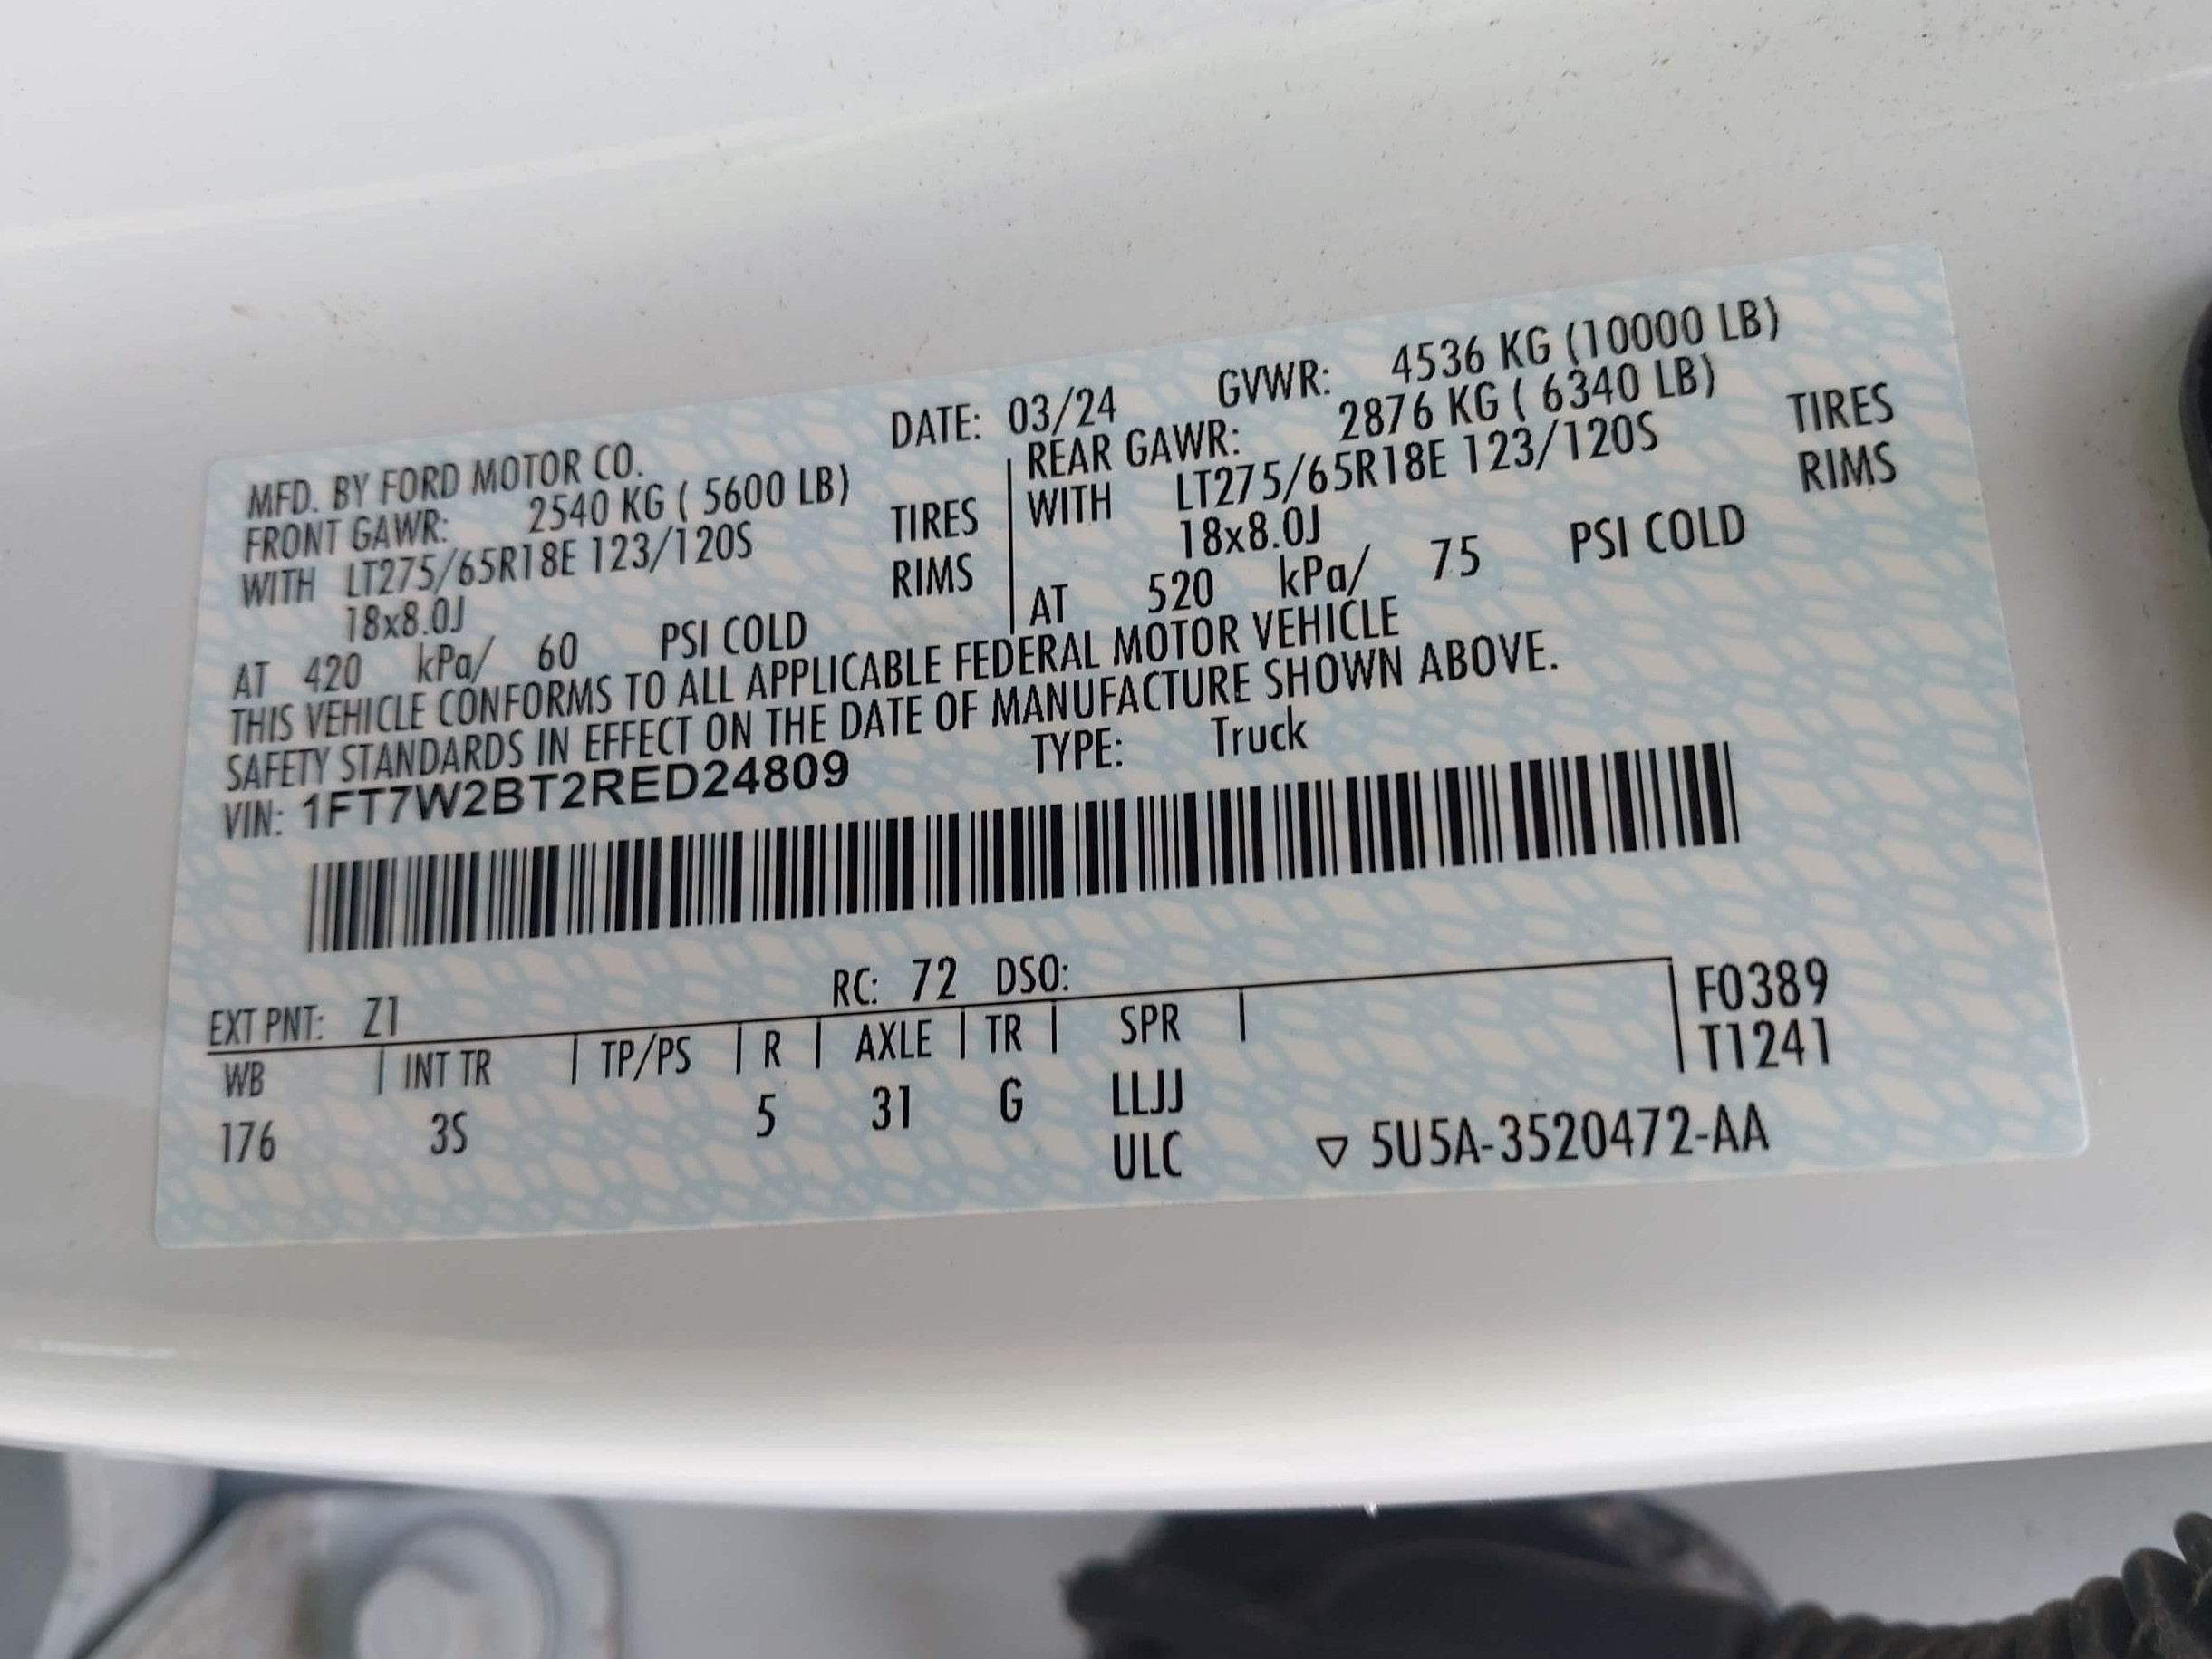 MFD. BY FORD MOTOR CO. DATE: 03/24 GVWR: 4536 KG (10000 LB)
FRONT GAWR: 2540 KG ( 5600 LB) REAR GAWR: 2876 KG ( 6340 LB)
WITH LT275/65R18E 123/120S TIRES WITH LT275/65R18E 123/120S TIRES
18x8.0J RIMS 18x8.0J RIMS
AT 420 kPa/ 60 PSI COLD AT 520 kPa/ 75 PSI COLD
THIS VEHICLE CONFORMS TO ALL APPLICABLE FEDERAL MOTOR VEHICLE
SAFETY STANDARDS IN EFFECT ON THE DATE OF MANUFACTURE SHOWN ABOVE.
VIN: 1FT7W2BT2RED24809 TYPE: Truck
EXT PNT: Z1 RC: 72 DSO: F0389
WB | INT TR | TP/PS | R | AXLE | TR | SPR | T1241
176 3S 5 31 G LLJJ
ULC ▽ 5U5A-3520472-AA